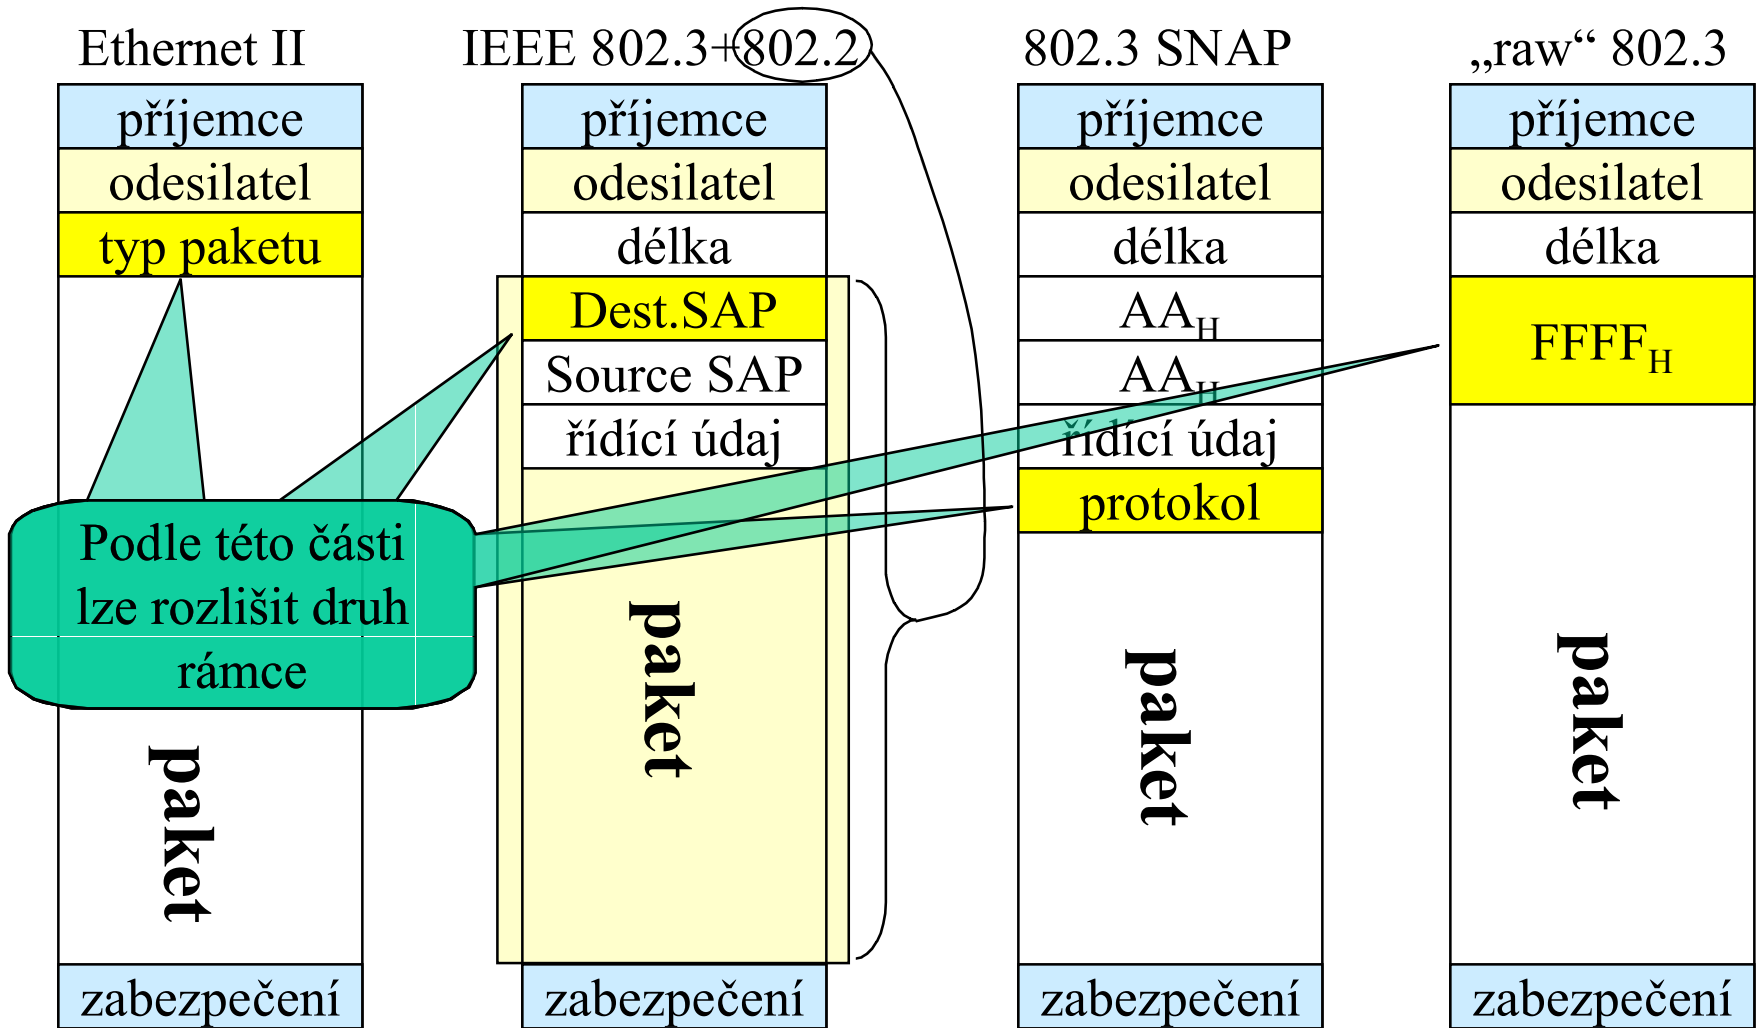 Ethernet II
příjemce
odesilatel
typ paketu
paket
zabezpečení
IEEE 802.3+802.2
příjemce
odesilatel
délka
Dest.SAP
Source SAP
řídící údaj
paket
zabezpečení
802.3 SNAP
příjemce
odesilatel
délka
AAH
AAH
řídící údaj
protokol
paket
zabezpečení
„raw“ 802.3
příjemce
odesilatel
délka
FFFFH
paket
zabezpečení
Podle této části
lze rozlišit druh
rámce